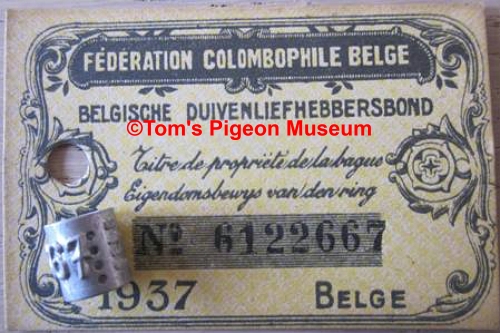 FÉDÉRATION COLOMBOPHILE BELGE
BELGISCHE DUIVENLIEFHEBBERSBOND
©Tom's Pigeon Museum
Titre de propriété de la bague
Eigendomsbewys van den ring
Nº 6122667
1937 BELGE